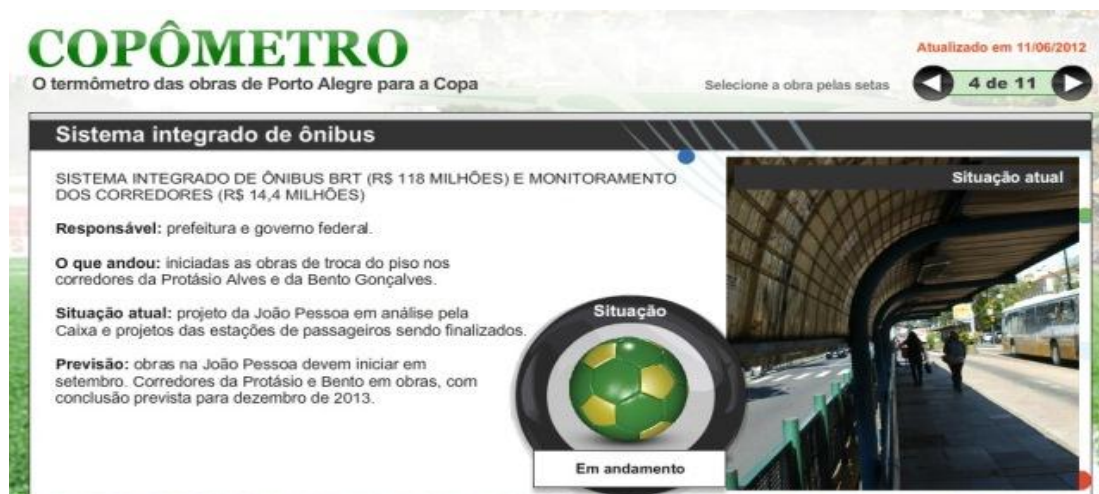 COPÔMETRO
O termômetro das obras de Porto Alegre para a Copa
Atualizado em 11/06/2012
Selecione a obra pelas setas
4 de 11
Sistema integrado de ônibus
SISTEMA INTEGRADO DE ÔNIBUS BRT (R$ 118 MILHÕES) E MONITORAMENTO
DOS CORREDORES (R$ 14,4 MILHÕES)
Responsável: prefeitura e governo federal.
O que andou: iniciadas as obras de troca do piso nos
corredores da Protásio Alves e da Bento Gonçalves.
Situação atual: projeto da João Pessoa em análise pela
Caixa e projetos das estações de passageiros sendo finalizados.
Previsão: obras na João Pessoa devem iniciar em
setembro. Corredores da Protásio e Bento em obras, com
conclusão prevista para dezembro de 2013.
Situação
Em andamento
Situação atual